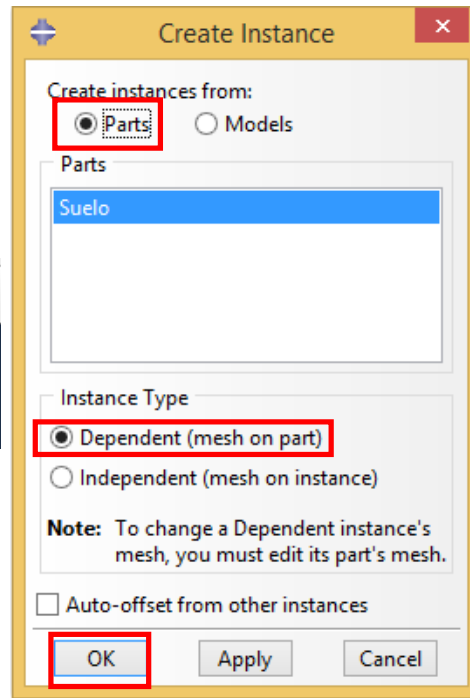 Create Instance
Create instances from:
Parts Models
Parts
Suelo
Instance Type
Dependent (mesh on part)
Independent (mesh on instance)
Note: To change a Dependent instance's
mesh, you must edit its part's mesh.
Auto-offset from other instances
OK Apply Cancel